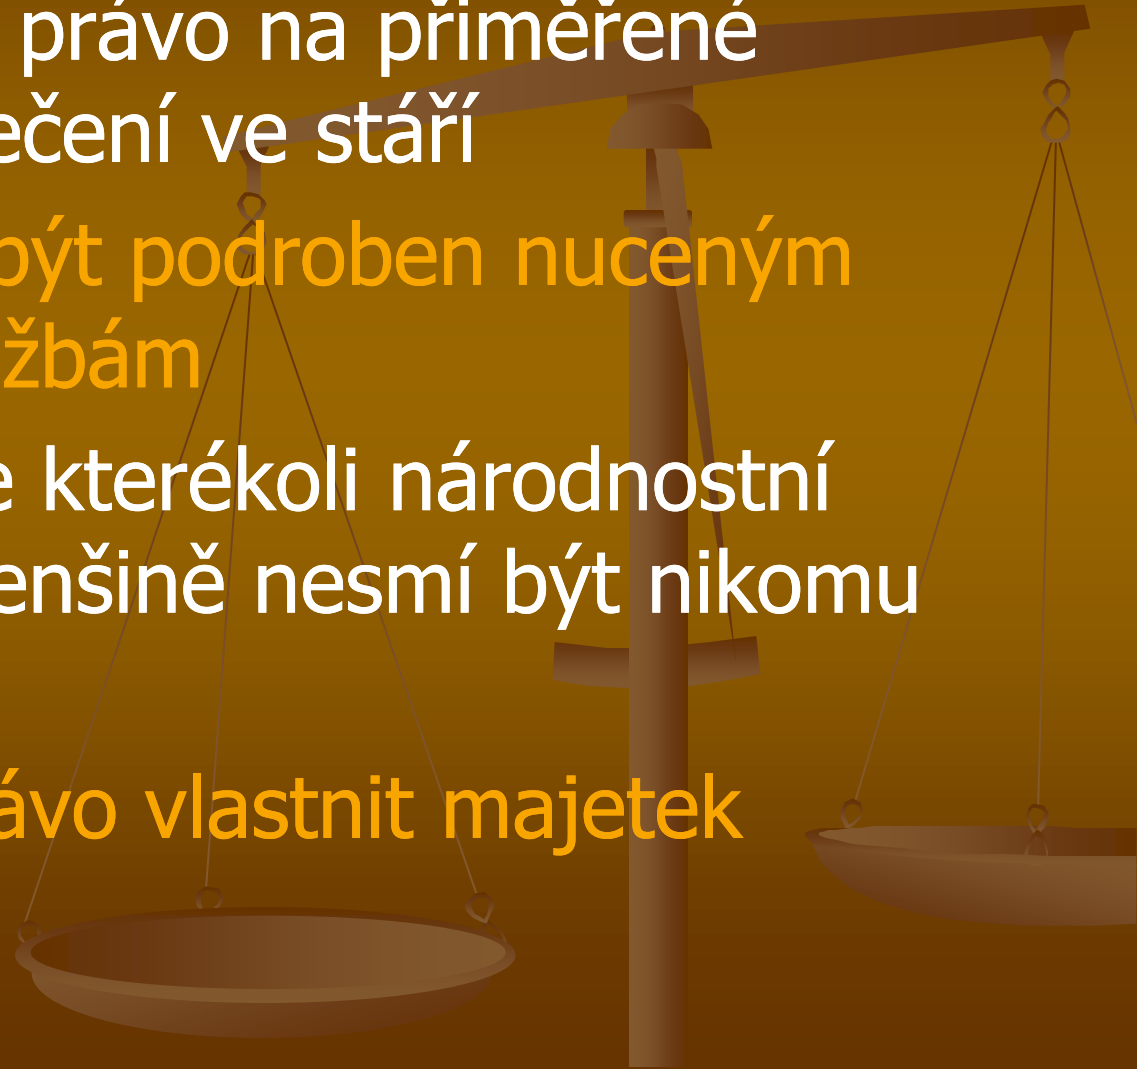 právo na přiměřené
ečení ve stáří
být podroben nuceným
žbám
e kterékoli národnostní
enšině nesmí být nikomu
ávo vlastnit majetek